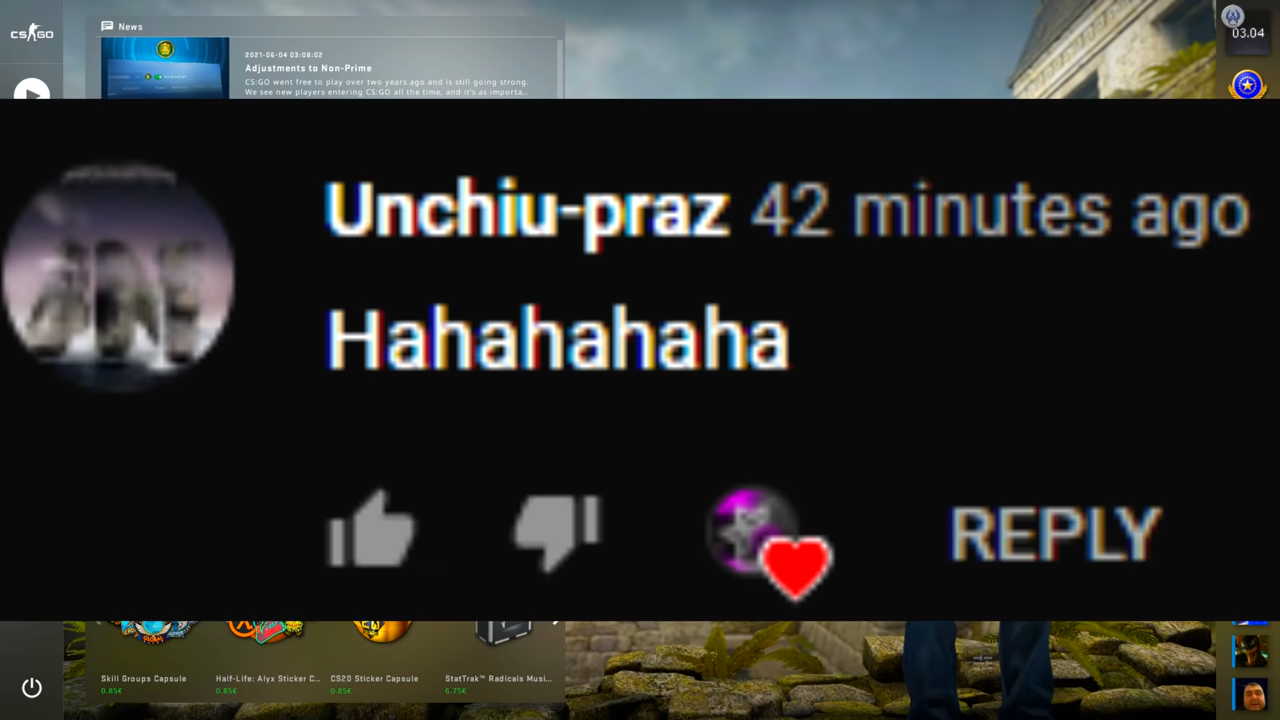 CS GO
News
2021-06-04 03:08:02
Adjustments to Non-Prime
CS:GO went free to play over two years ago and is still going strong.
We see new players entering CS:GO all the time, and it's as importa...
03.04
Unchiu-praz 42 minutes ago
Hahahahaha
REPLY
Skill Groups Capsule
Half-Life: Alyx Sticker C...
CS20 Sticker Capsule
StatTrak™ Radicals Musi...
0.85€
0.85€
0.85€
6.75€